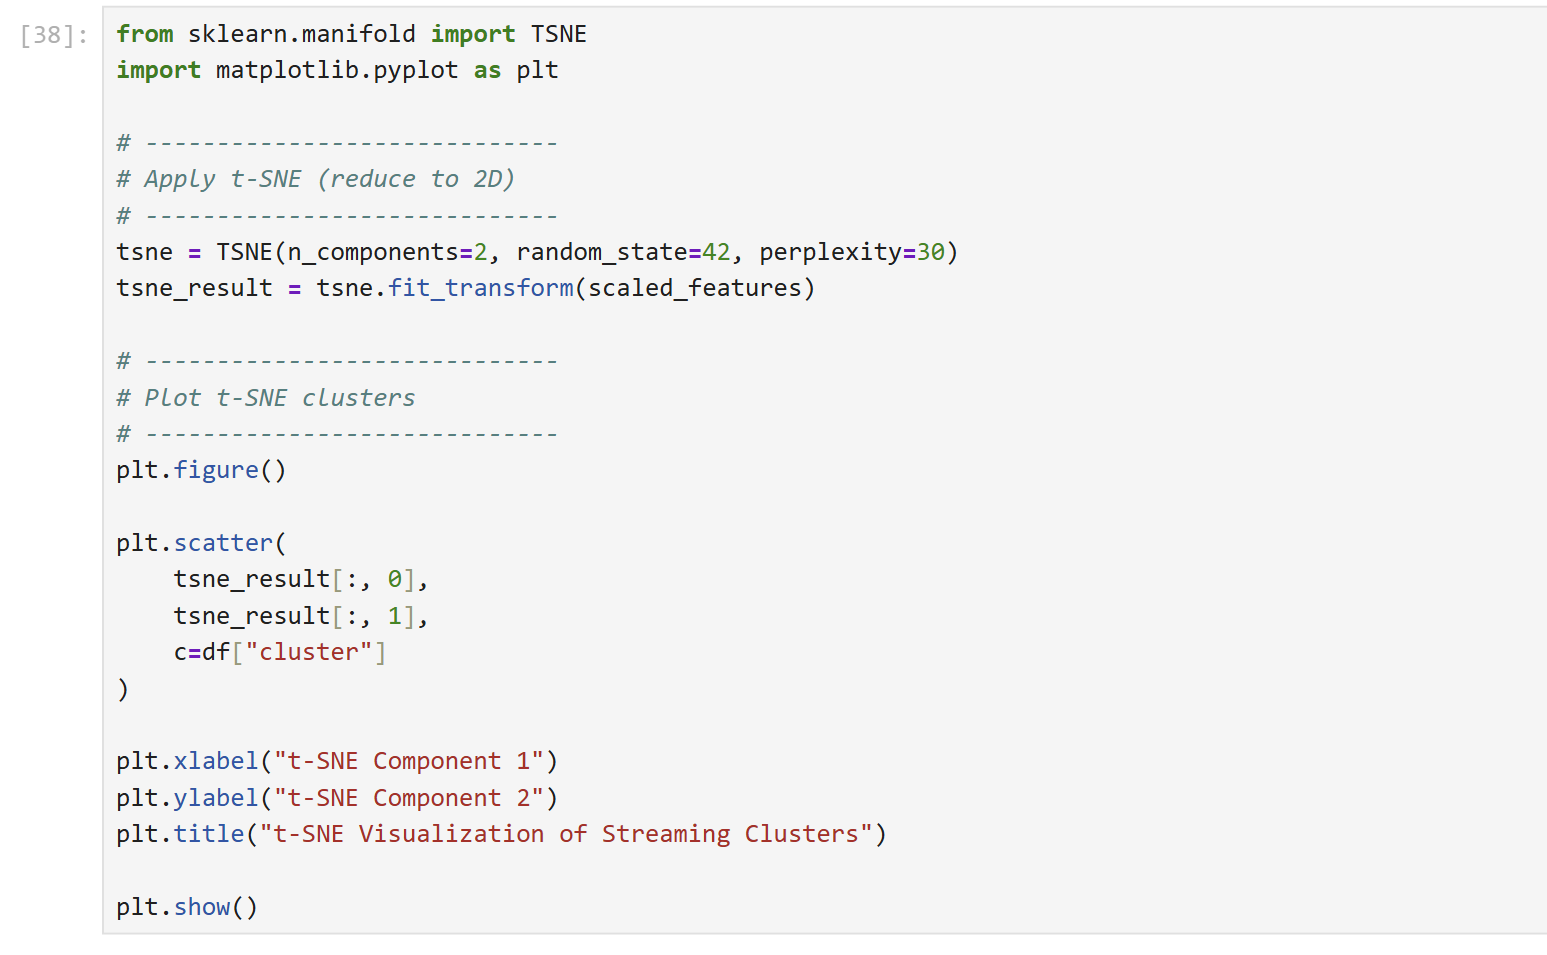 [38]:
from sklearn.manifold import TSNE
import matplotlib.pyplot as plt
# -----------------------------
# Apply t-SNE (reduce to 2D)
# -----------------------------
tsne = TSNE(n_components=2, random_state=42, perplexity=30)
tsne_result = tsne.fit_transform(scaled_features)
# -----------------------------
# Plot t-SNE clusters
# -----------------------------
plt.figure()
plt.scatter(
    tsne_result[:, 0],
    tsne_result[:, 1],
    c=df["cluster"]
)
plt.xlabel("t-SNE Component 1")
plt.ylabel("t-SNE Component 2")
plt.title("t-SNE Visualization of Streaming Clusters")
plt.show()